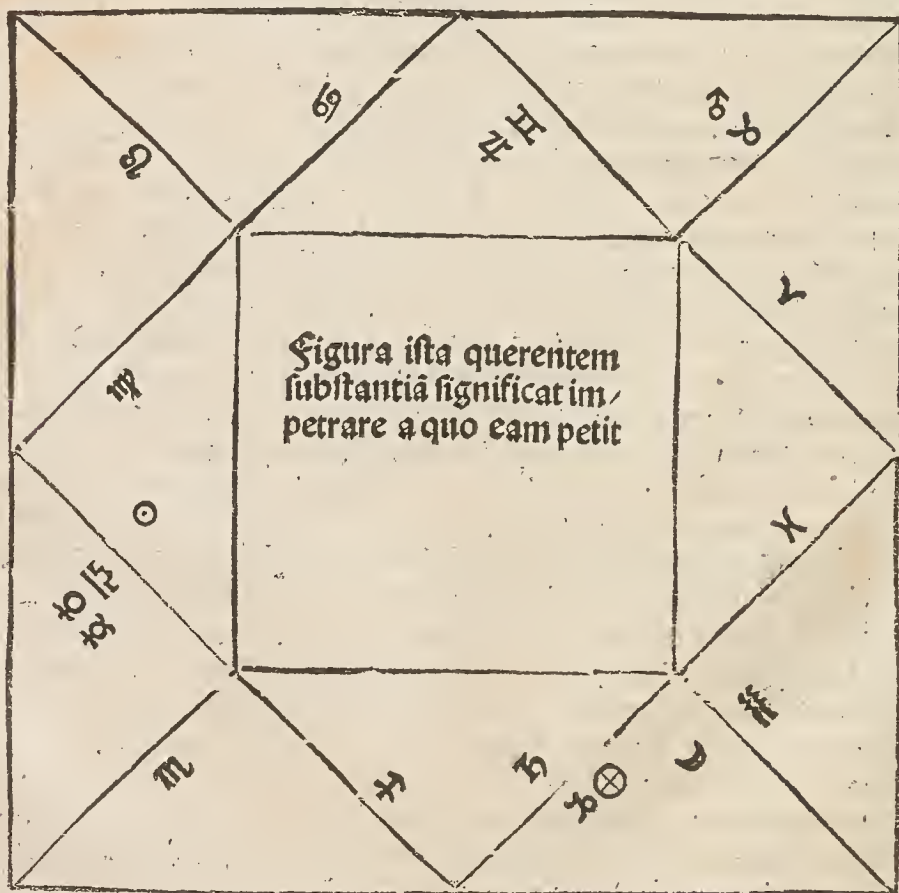 Figura iſta querentem
ſubſtantiã ſignificat im⸗
petrare a quo eam petit